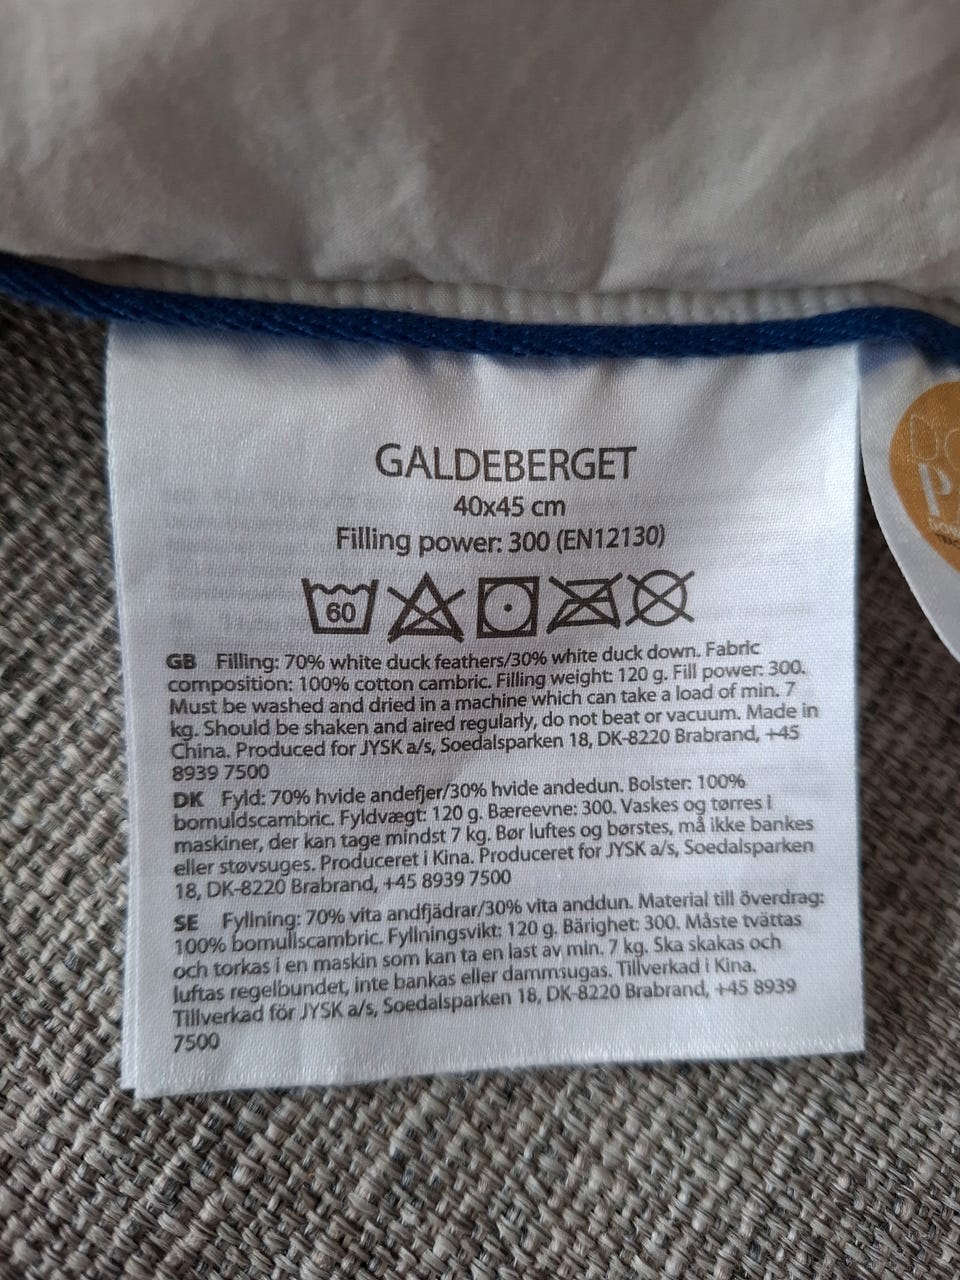 GALDEBERGET
40x45 cm
Filling power: 300 (EN12130)
60
GB Filling: 70% white duck feathers/30% white duck down. Fabric
composition: 100% cotton cambric. Filling weight: 120 g. Fill power: 300.
Must be washed and dried in a machine which can take a load of min. 7
kg. Should be shaken and aired regularly, do not beat or vacuum. Made in
China. Produced for JYSK a/s, Soedalsparken 18, DK-8220 Brabrand, +45
8939 7500
DK Fyld: 70% hvide andefjer/30% hvide andedun. Bolster: 100%
bomuldscambric. Fyldvægt: 120 g. Bæreevne: 300. Vaskes og tørres i
maskiner, der kan tage mindst 7 kg. Bør luftes og børstes, må ikke bankes
eller støvsuges. Produceret i Kina. Produceret for JYSK a/s, Soedalsparken
18, DK-8220 Brabrand, +45 8939 7500
SE Fyllning: 70% vita andfjädrar/30% vita anddun. Material till överdrag:
100% bomullscambric. Fyllningsvikt: 120 g. Bärighet: 300. Måste tvättas
och torkas i en maskin som kan ta en last av min. 7 kg. Ska skakas och
luftas regelbundet, inte bankas eller dammsugas. Tillverkad i Kina.
Tillverkad för JYSK a/s, Soedalsparken 18, DK-8220 Brabrand, +45 8939
7500